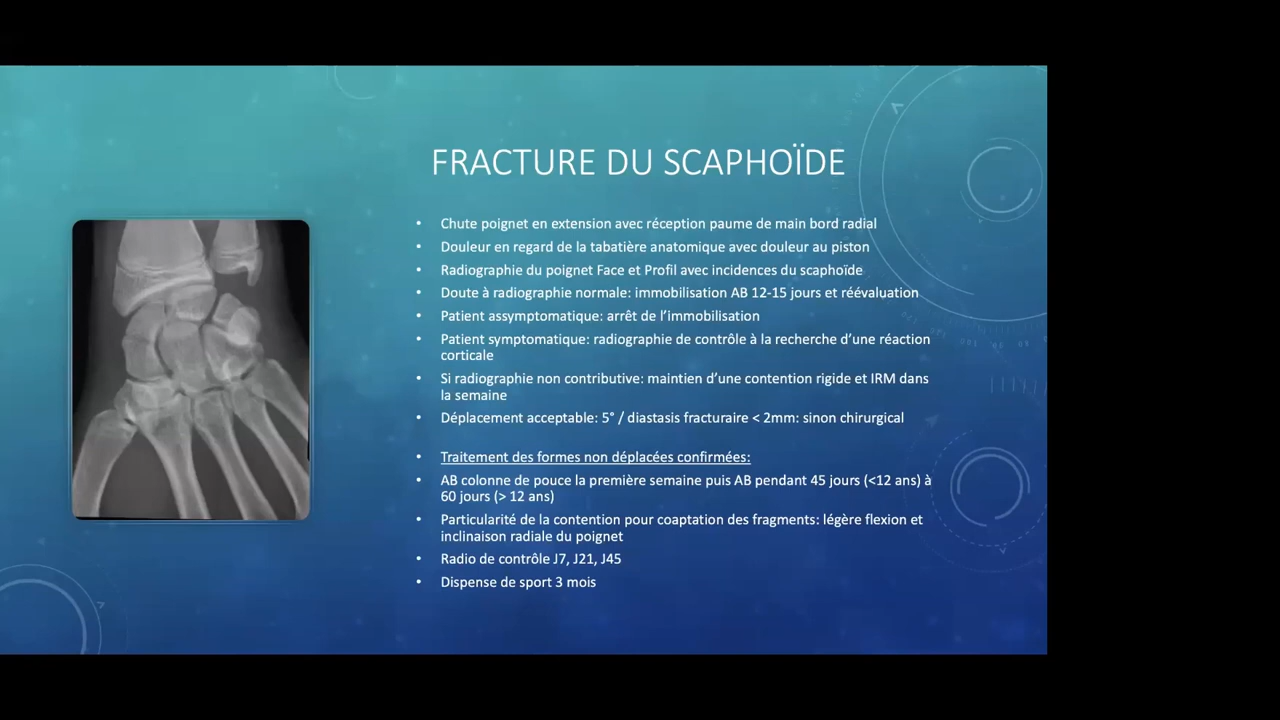 FRACTURE DU SCAPHOÏDE
• Chute poignet en extension avec réception paume de main bord radial
• Douleur en regard de la tabatière anatomique avec douleur au piston
• Radiographie du poignet Face et Profil avec incidences du scaphoïde
• Doute à radiographie normale: immobilisation AB 12-15 jours et réévaluation
• Patient assymptomatique: arrêt de l'immobilisation
• Patient symptomatique: radiographie de contrôle à la recherche d'une réaction
corticale
• Si radiographie non contributive: maintien d'une contention rigide et IRM dans
la semaine
• Déplacement acceptable: 5° / diastasis fracturaire < 2mm: sinon chirurgical
• Traitement des formes non déplacées confirmées:
• AB colonne de pouce la première semaine puis AB pendant 45 jours (<12 ans) à
60 jours (> 12 ans)
• Particularité de la contention pour coaptation des fragments: légère flexion et
inclinaison radiale du poignet
• Radio de contrôle J7, J21, J45
• Dispense de sport 3 mois